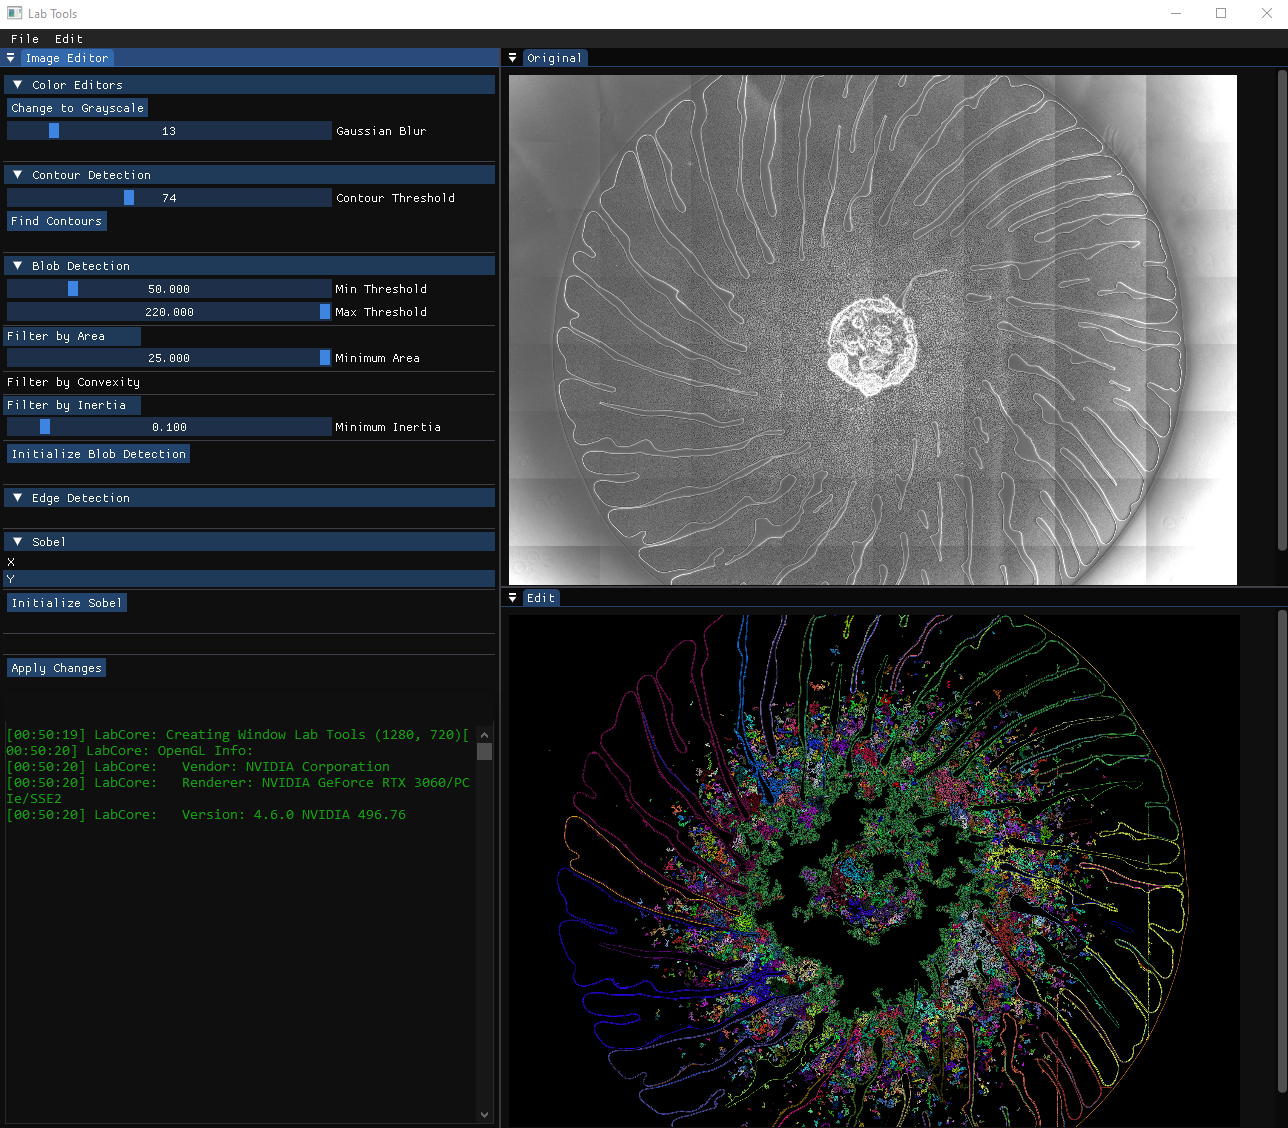 Lab Tools
File Edit
Image Editor
Color Editors
Change to Grayscale
13 Gaussian Blur
Contour Detection
74 Contour Threshold
Find Contours
Blob Detection
50.000 Min Threshold
220.000 Max Threshold
Filter by Area
25.000 Minimum Area
Filter by Convexity
Filter by Inertia
0.100 Minimum Inertia
Initialize Blob Detection
Edge Detection
Sobel
X
Y
Initialize Sobel
Apply Changes
[00:50:19] LabCore: Creating Window Lab Tools (1280, 720)[
00:50:20] LabCore: OpenGL Info:
[00:50:20] LabCore:   Vendor: NVIDIA Corporation
[00:50:20] LabCore:   Renderer: NVIDIA GeForce RTX 3060/PC
Ie/SSE2
[00:50:20] LabCore:   Version: 4.6.0 NVIDIA 496.76
Original
Edit